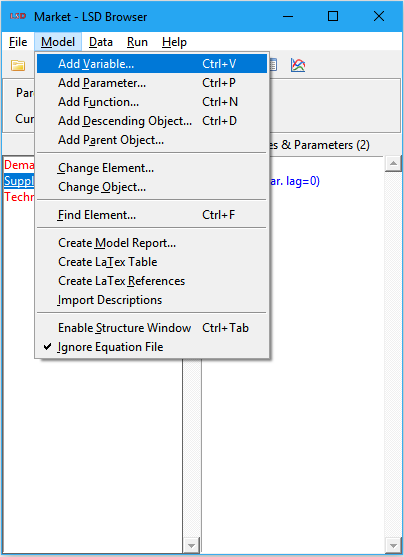 LSD Market - LSD Browser
File Model Data Run Help
Add Variable... Ctrl+V
Add Parameter... Ctrl+P
Add Function... Ctrl+N
Add Descending Object... Ctrl+D
Add Parent Object...
Change Element...
Change Object...
Find Element... Ctrl+F
Create Model Report...
Create LaTex Table
Create LaTex References
Import Descriptions
Enable Structure Window Ctrl+Tab
Ignore Equation File
Par
Cur
es & Parameters (2)
Dema
Suppl
ar. lag=0)
Techn